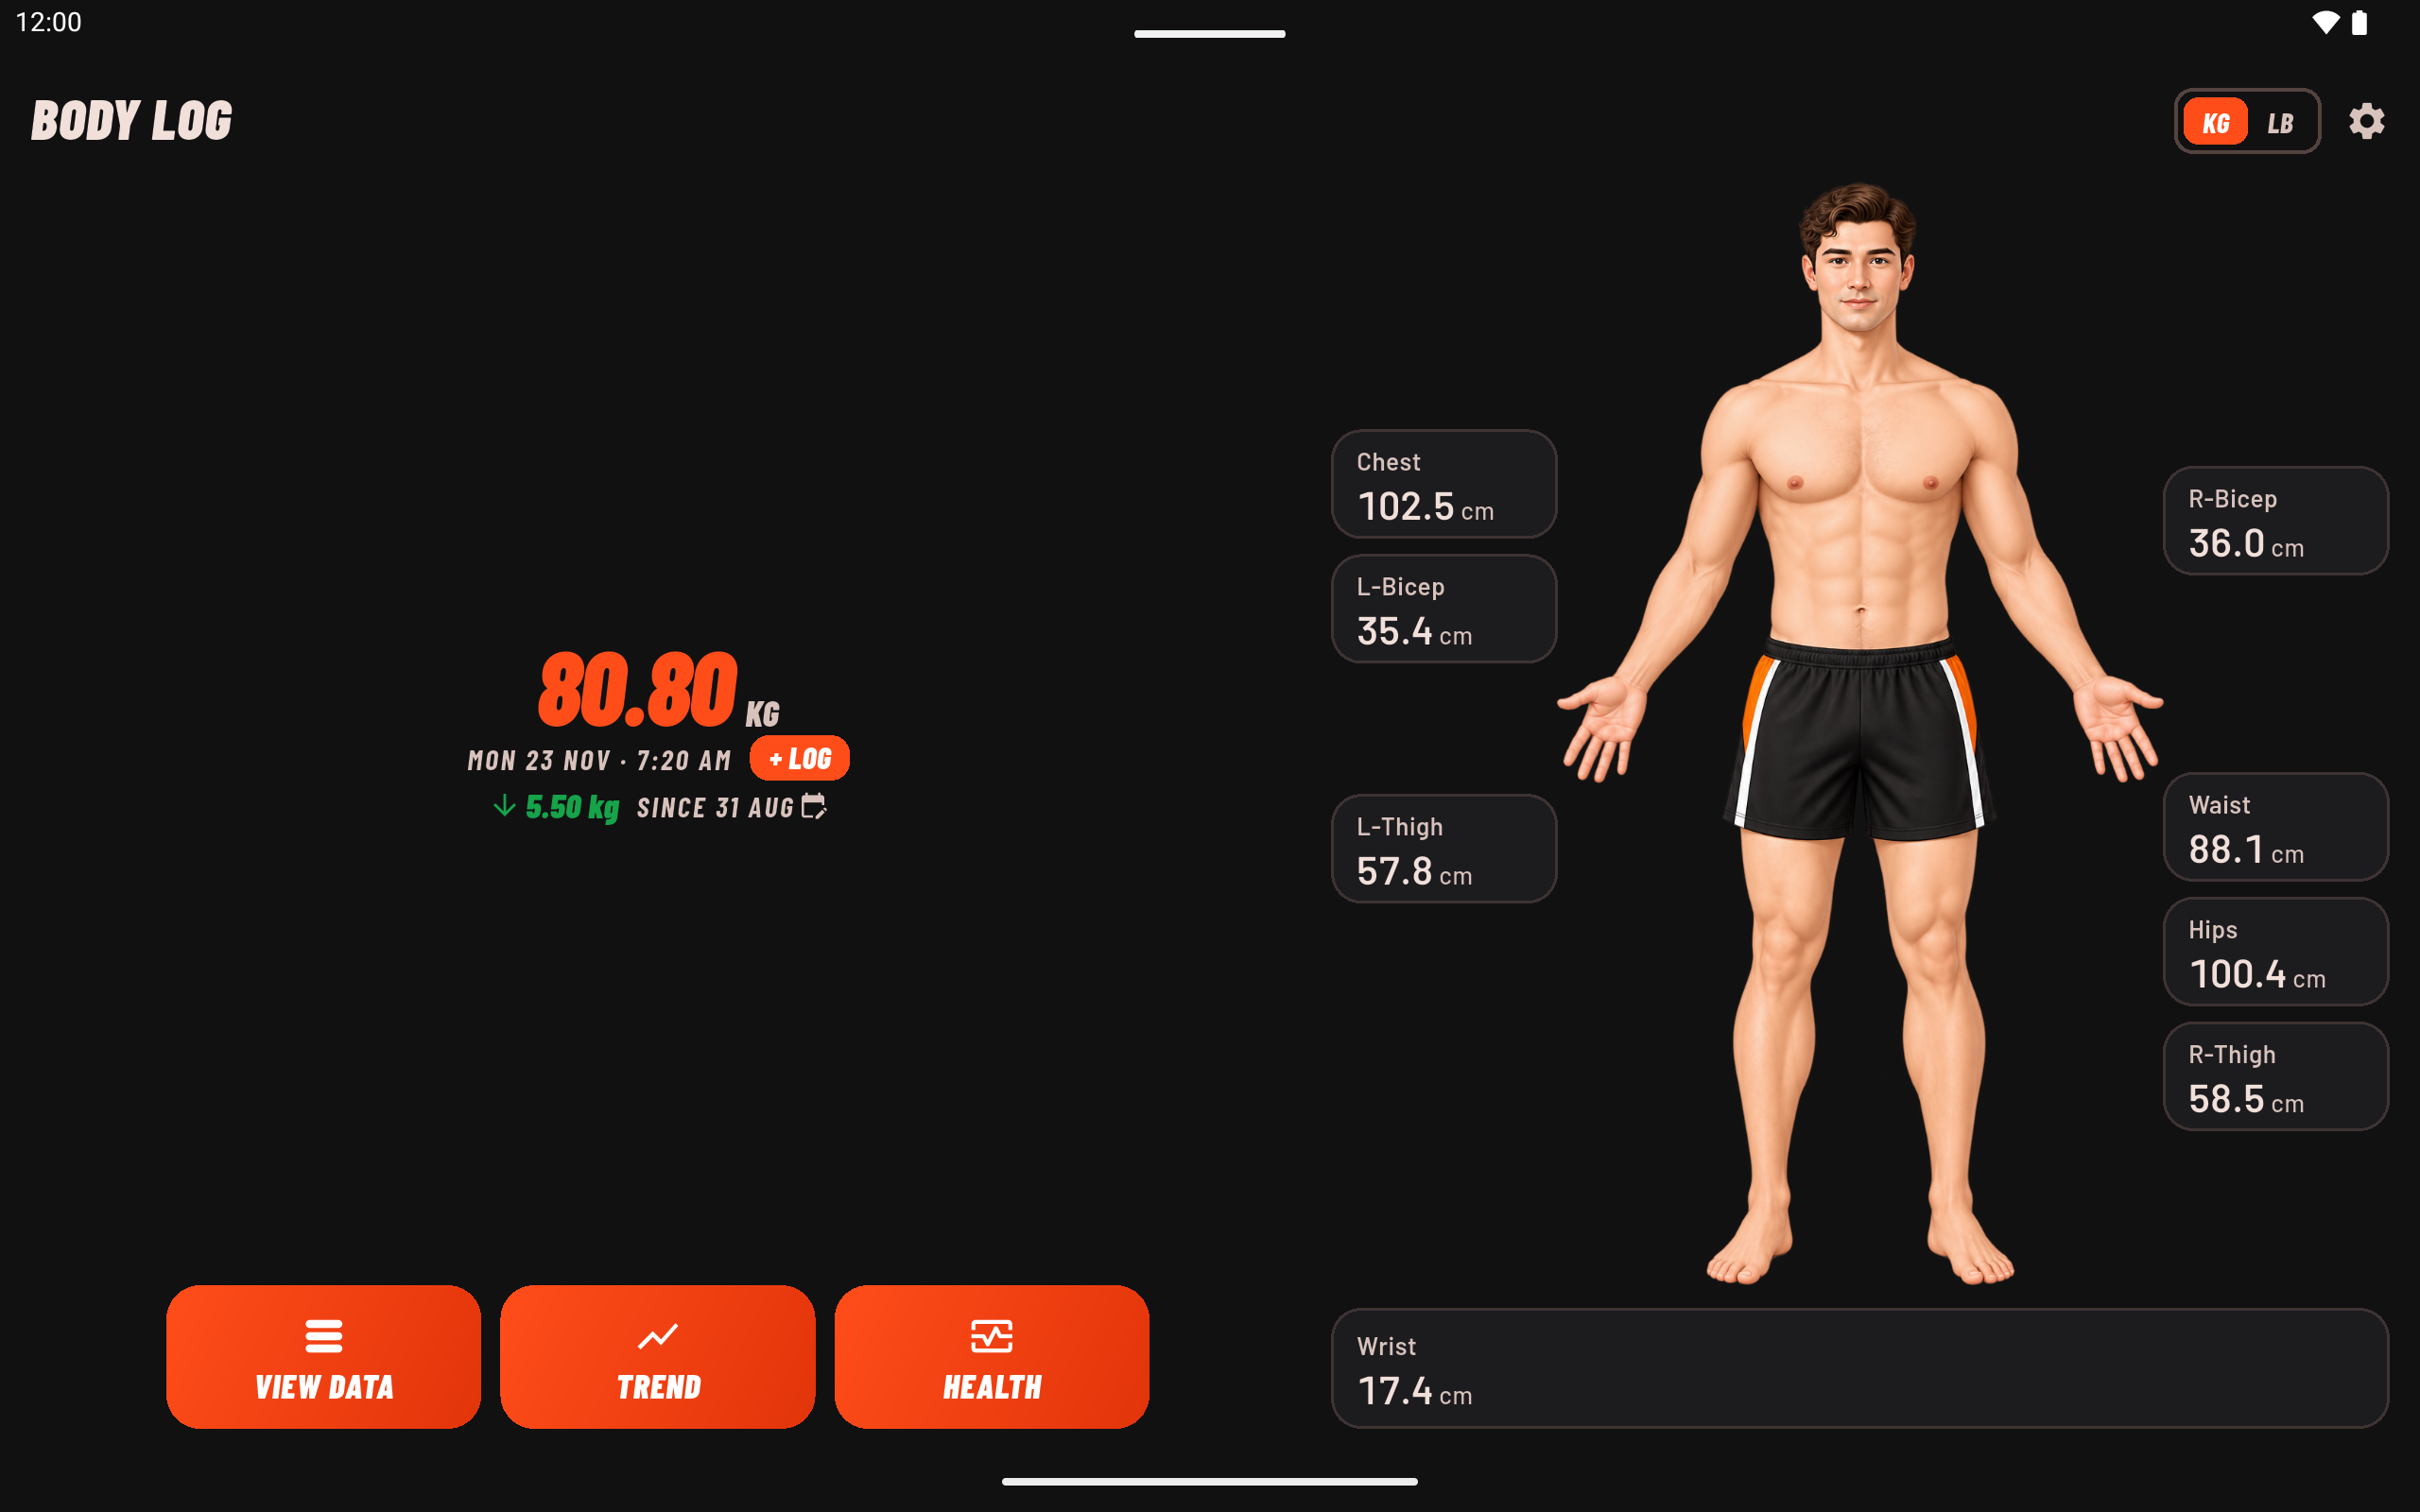 12:00
BODY LOG
KG LB
80.80 KG
MON 23 NOV · 7:20 AM + LOG
↓ 5.50 kg SINCE 31 AUG
VIEW DATA
TREND
HEALTH
Chest
102.5 cm
L-Bicep
35.4 cm
L-Thigh
57.8 cm
R-Bicep
36.0 cm
Waist
88.1 cm
Hips
100.4 cm
R-Thigh
58.5 cm
Wrist
17.4 cm